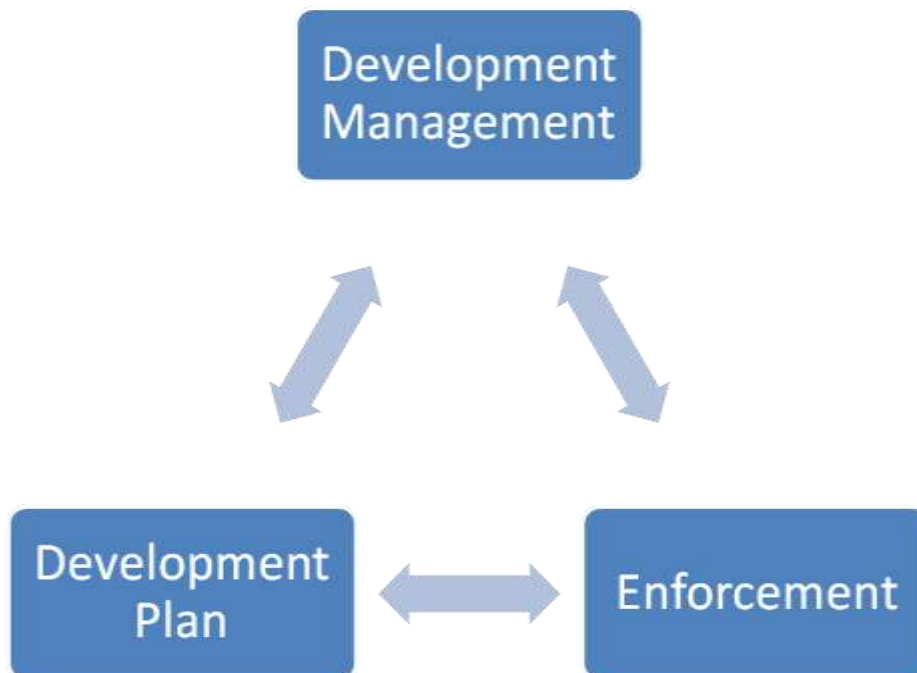 Development
Management
Development
Plan
Enforcement